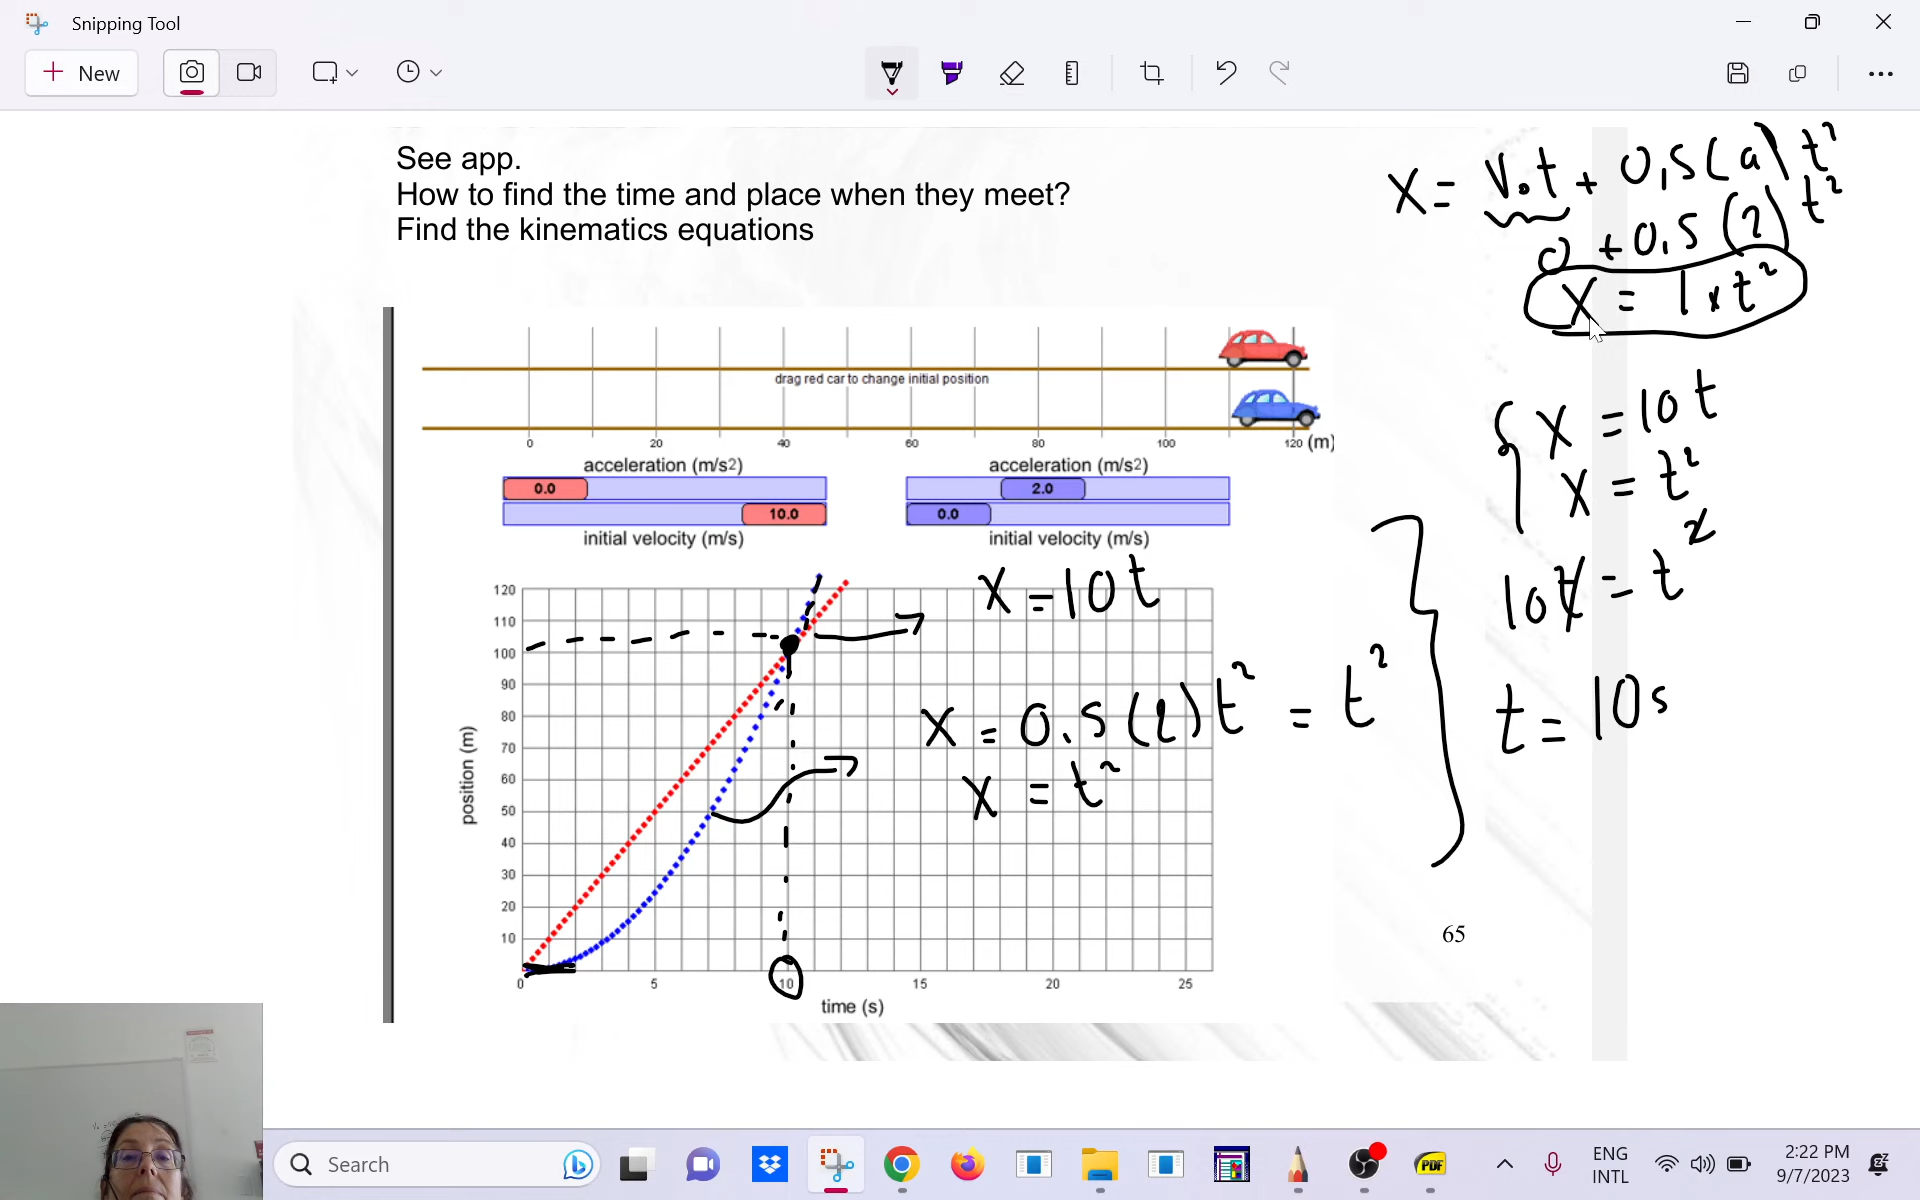 Snipping Tool
New
See app.
How to find the time and place when they meet?
Find the kinematics equations
X = V₀t + 0,5(a)t²
0 + 0,5(2)t²
X = 1 x t²
drag red car to change initial position
0 20 40 60 80 100 120 (m)
acceleration (m/s2)
0.0
10.0
initial velocity (m/s)
acceleration (m/s2)
2.0
0.0
initial velocity (m/s)
X = 10t
X = t²
10t = t²
t = 10s
X = 10t
X = 0.5(2)t² = t²
X = t²
position (m)
120
110
100
90
80
70
60
50
40
30
20
10
0 5 10 15 20 25
time (s)
65
Search
PDF
ENG
INTL
2:22 PM
9/7/2023